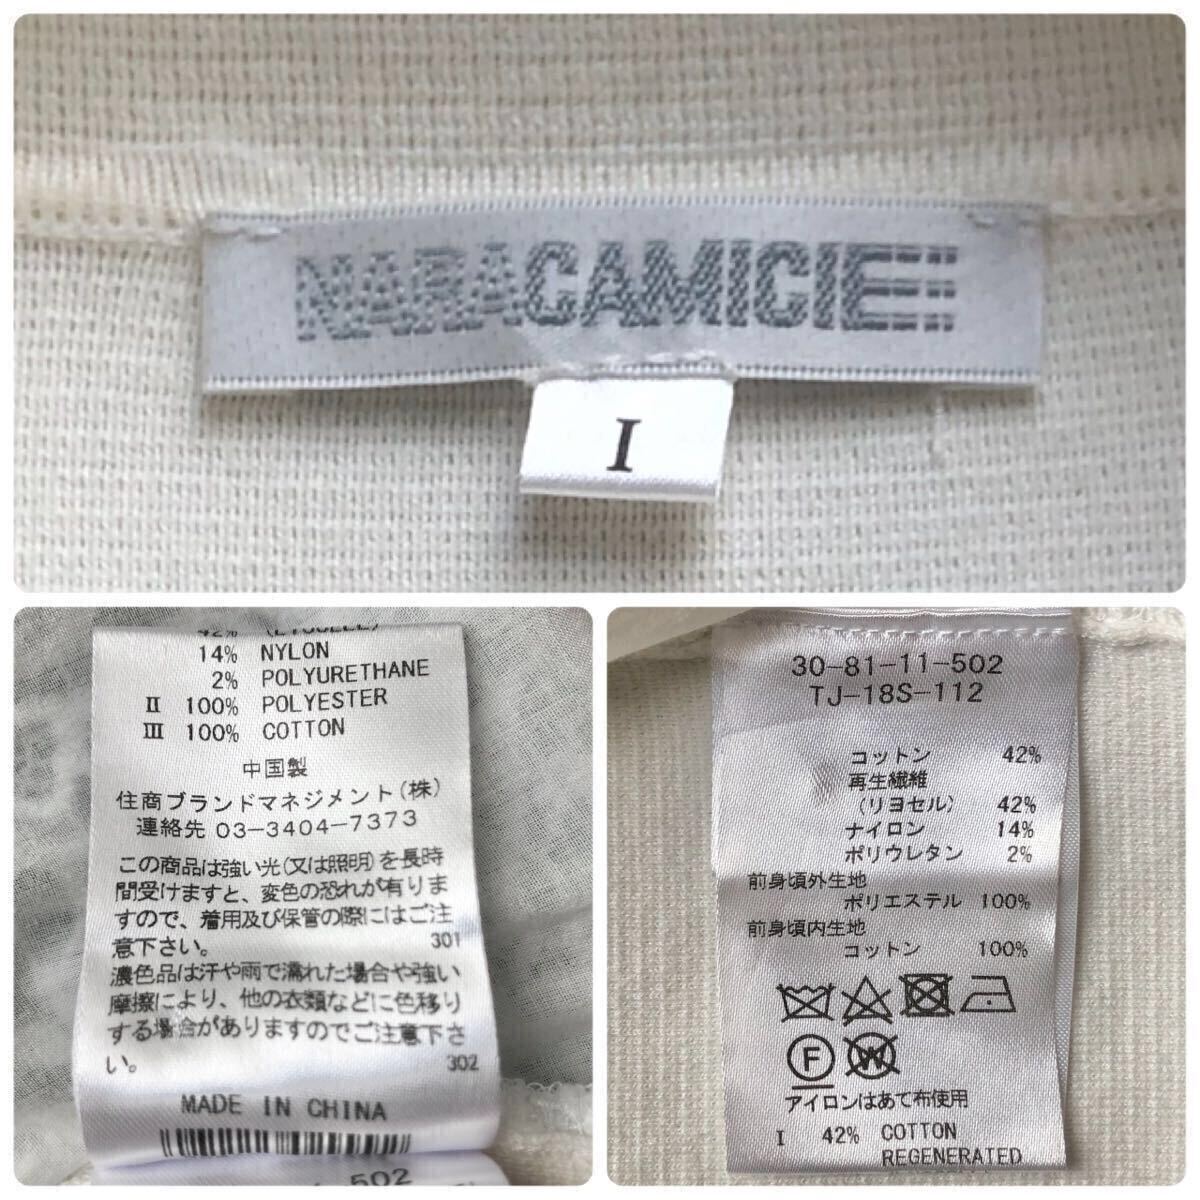 NARACAMICIE
I
42% (LYOCELL)
14% NYLON
2% POLYURETHANE
II 100% POLYESTER
III 100% COTTON
中国製
住商ブランドマネジメント(株)
連絡先 03-3404-7373
この商品は強い光(又は照明)を長時
間受けますと、変色の恐れが有りま
すので、着用及び保管の際にはご注
意下さい。 301
濃色品は汗や雨で濡れた場合や強い
摩擦により、他の衣類などに色移り
する場合がありますのでご注意下さ
い。 302
MADE IN CHINA
502
30-81-11-502
TJ-18S-112
コットン 42%
再生繊維
(リヨセル) 42%
ナイロン 14%
ポリウレタン 2%
前身頃外生地
ポリエステル 100%
前身頃内生地
コットン 100%
F W
アイロンはあて布使用
I 42% COTTON
REGENERATED